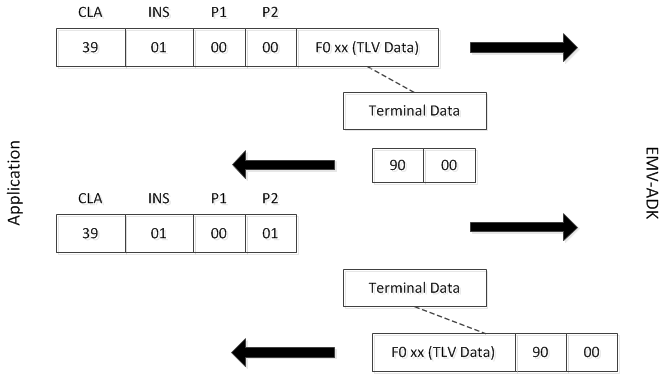 CLA INS P1 P2
39 01 00 00 F0 xx (TLV Data)
Terminal Data
90 00
Application
EMV-ADK
CLA INS P1 P2
39 01 00 01
Terminal Data
F0 xx (TLV Data) 90 00